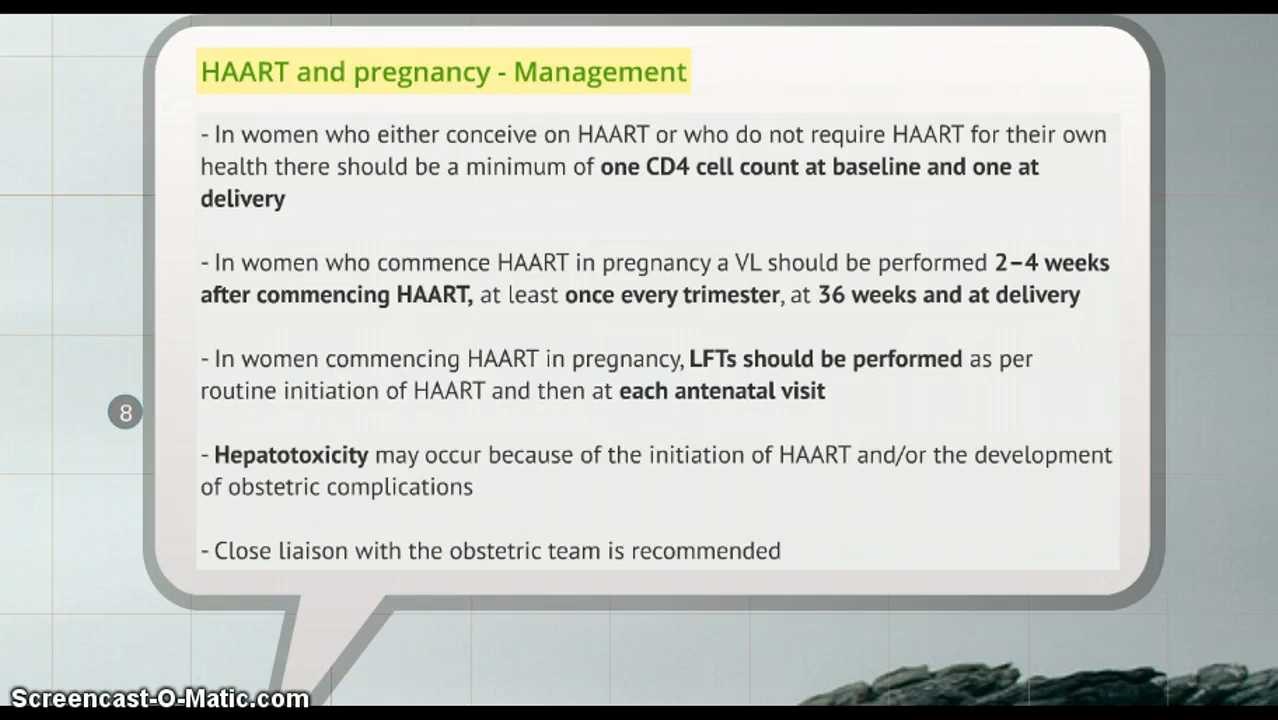 HAART and pregnancy - Management
- In women who either conceive on HAART or who do not require HAART for their own
health there should be a minimum of one CD4 cell count at baseline and one at
delivery
- In women who commence HAART in pregnancy a VL should be performed 2–4 weeks
after commencing HAART, at least once every trimester, at 36 weeks and at delivery
- In women commencing HAART in pregnancy, LFTs should be performed as per
routine initiation of HAART and then at each antenatal visit
8
- Hepatotoxicity may occur because of the initiation of HAART and/or the development
of obstetric complications
- Close liaison with the obstetric team is recommended
Screencast-O-Matic.com